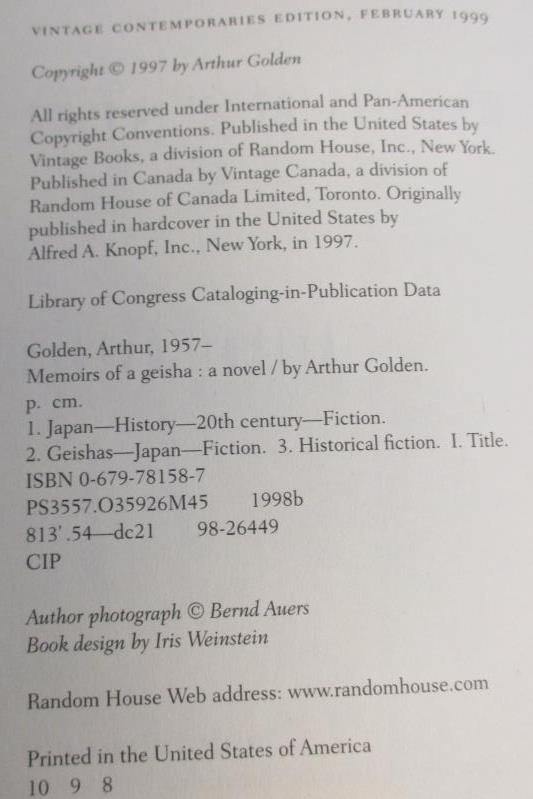 VINTAGE CONTEMPORARIES EDITION, FEBRUARY 1999
Copyright © 1997 by Arthur Golden
All rights reserved under International and Pan-American
Copyright Conventions. Published in the United States by
Vintage Books, a division of Random House, Inc., New York.
Published in Canada by Vintage Canada, a division of
Random House of Canada Limited, Toronto. Originally
published in hardcover in the United States by
Alfred A. Knopf, Inc., New York, in 1997.
Library of Congress Cataloging-in-Publication Data
Golden, Arthur, 1957–
Memoirs of a geisha : a novel / by Arthur Golden.
p. cm.
1. Japan—History—20th century—Fiction.
2. Geishas—Japan—Fiction. 3. Historical fiction. I. Title.
ISBN 0-679-78158-7
PS3557.O35926M45 1998b
813'.54—dc21 98-26449
CIP
Author photograph © Bernd Auers
Book design by Iris Weinstein
Random House Web address: www.randomhouse.com
Printed in the United States of America
10 9 8